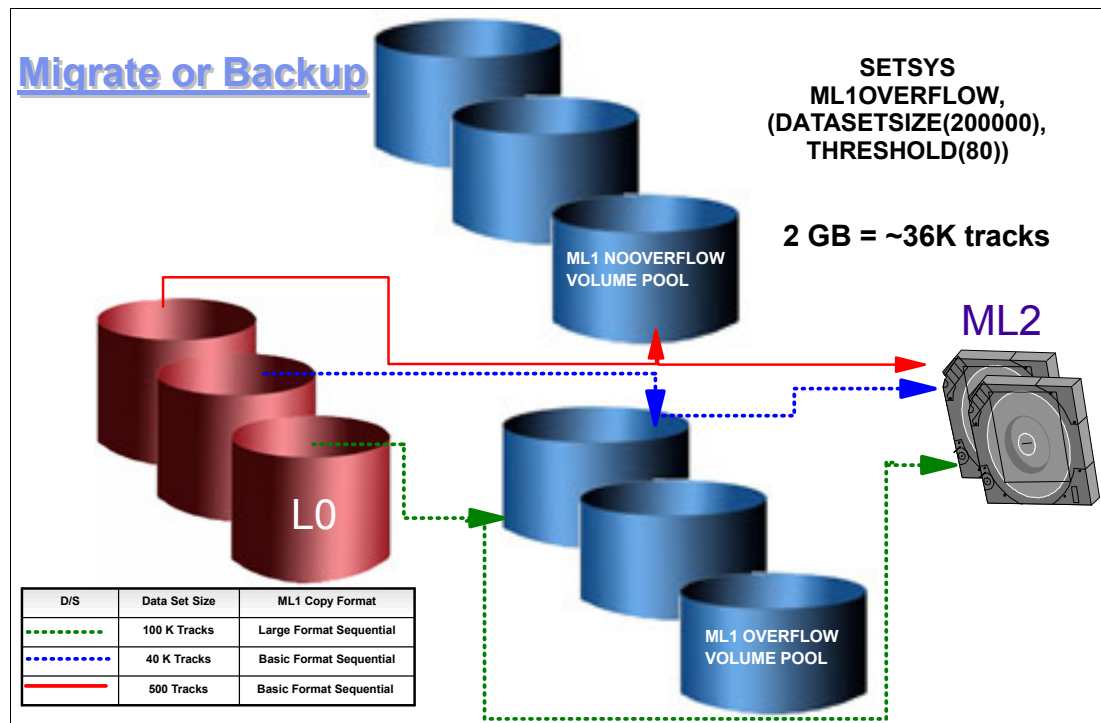 Migrate or Backup
SETSYS
ML1OVERFLOW,
(DATASETSIZE(200000),
THRESHOLD(80))
2 GB = ~36K tracks
ML1 NOOVERFLOW
VOLUME POOL
ML2
L0
ML1 OVERFLOW
VOLUME POOL
D/S Data Set Size ML1 Copy Format
100 K Tracks Large Format Sequential
40 K Tracks Basic Format Sequential
500 Tracks Basic Format Sequential